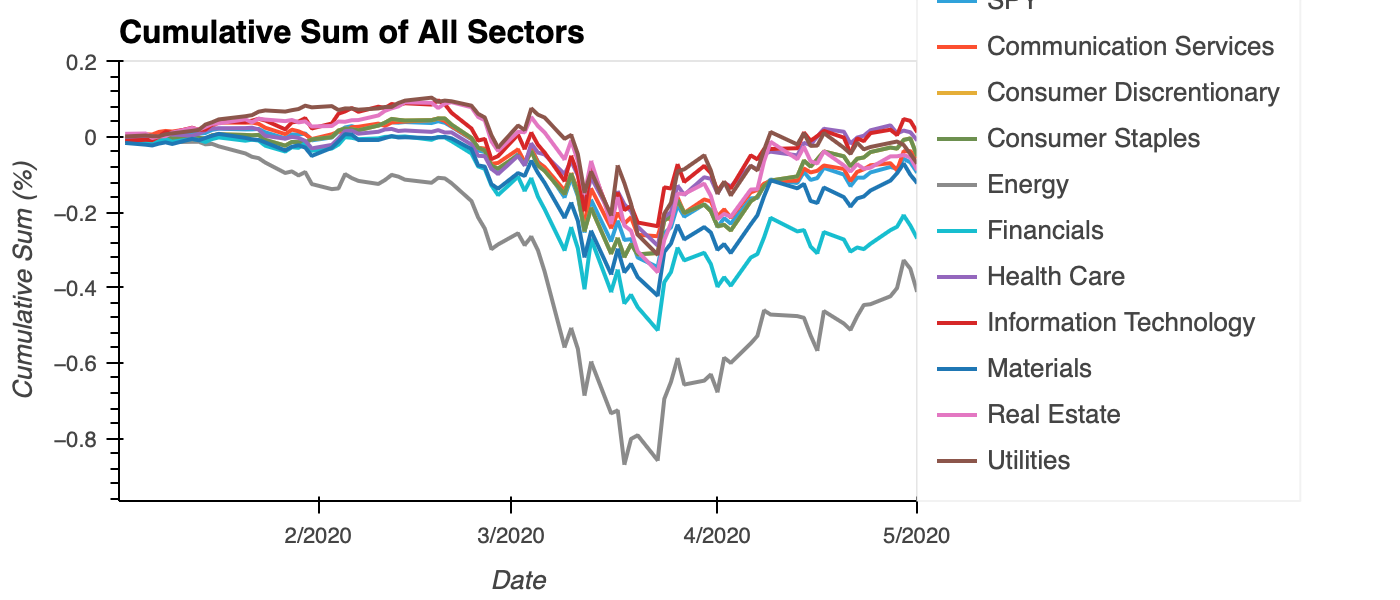 SPY
Cumulative Sum of All Sectors
Communication Services
Consumer Discrentionary
Consumer Staples
Energy
Financials
Health Care
Information Technology
Materials
Real Estate
Utilities
Cumulative Sum (%)
0.2
0
−0.2
−0.4
−0.6
−0.8
2/2020
3/2020
4/2020
5/2020
Date